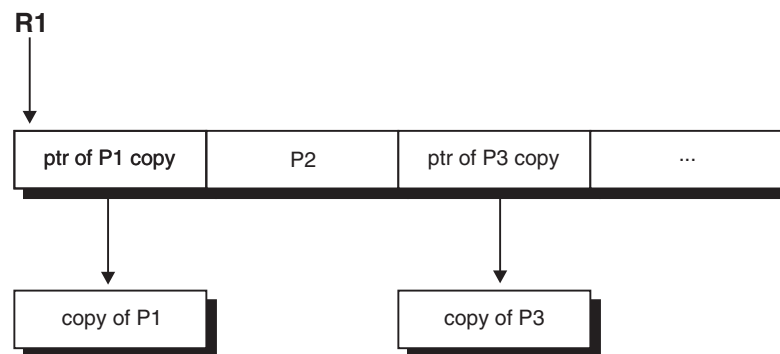 R1
ptr of P1 copy
P2
ptr of P3 copy
...
copy of P1
copy of P3